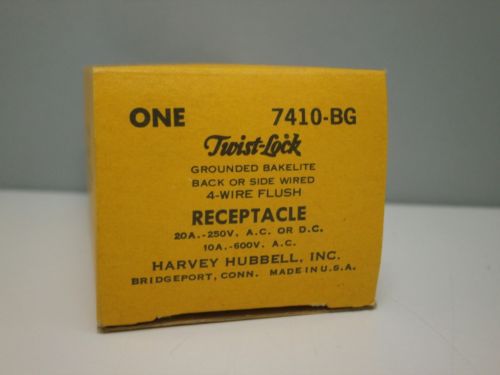 ONE 7410-BG
Twist-Lock
GROUNDED BAKELITE
BACK OR SIDE WIRED
4-WIRE FLUSH
RECEPTACLE
20A.-250V. A.C. OR D.C.
10A.-600V. A.C.
HARVEY HUBBELL, INC.
BRIDGEPORT, CONN. MADE IN U.S.A.